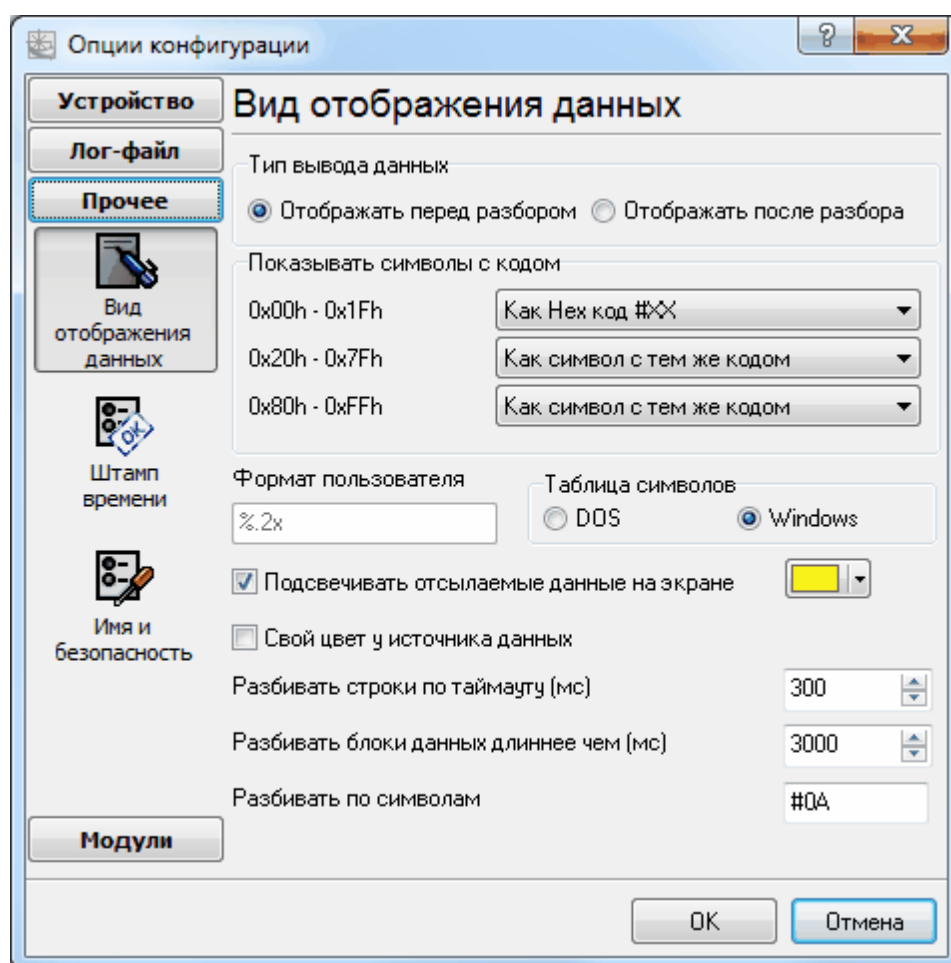 Опции конфигурации
?
Устройство
Лог-файл
Прочее
Вид
отображения
данных
OK
Штамп
времени
Имя и
безопасность
Модули
Вид отображения данных
Тип вывода данных
Отображать перед разбором Отображать после разбора
Показывать символы с кодом
0x00h - 0x1Fh Как Hex код #XX
0x20h - 0x7Fh Как символ с тем же кодом
0x80h - 0xFFh Как символ с тем же кодом
Формат пользователя
%.2x
Таблица символов
DOS Windows
Подсвечивать отсылаемые данные на экране
Свой цвет у источника данных
Разбивать строки по таймауту (мс) 300
Разбивать блоки данных длиннее чем (мс) 3000
Разбивать по символам #0A
OK Отмена